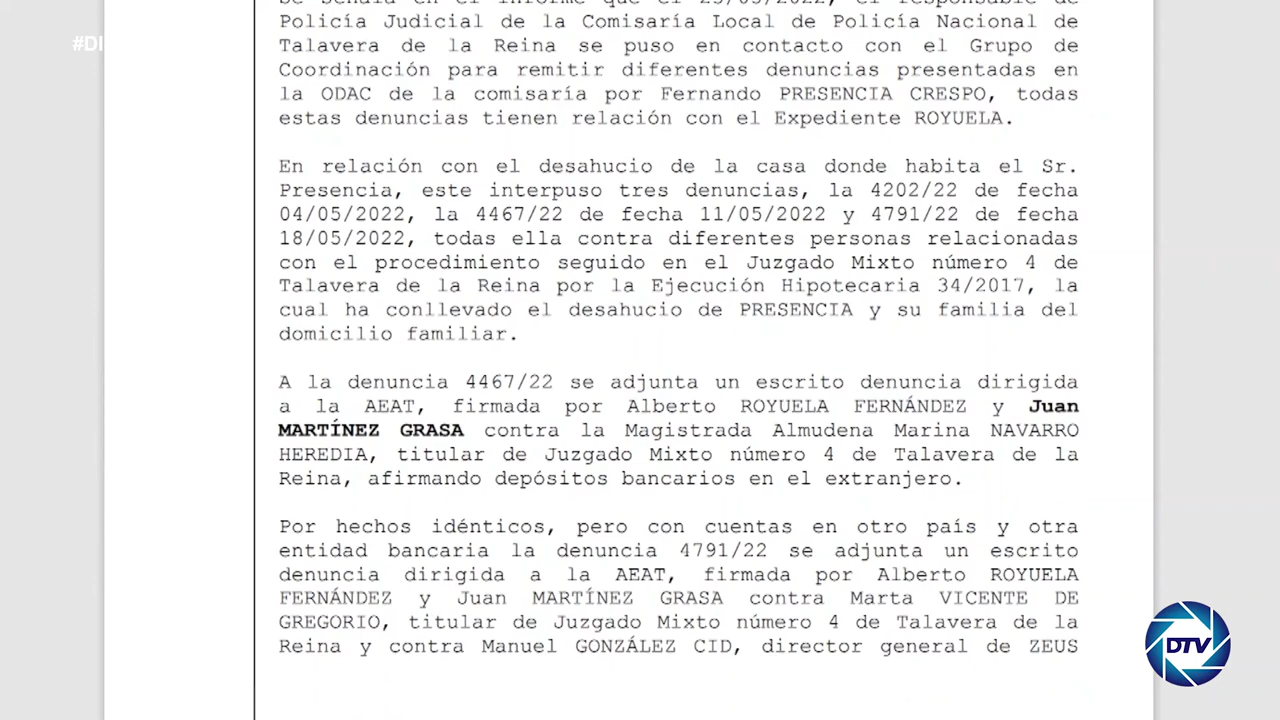 #DI
Policía Judicial de la Comisaría Local de Policía Nacional de
Talavera de la Reina se puso en contacto con el Grupo de
Coordinación para remitir diferentes denuncias presentadas en
la ODAC de la comisaría por Fernando PRESENCIA CRESPO, todas
estas denuncias tienen relación con el Expediente ROYUELA.
En relación con el desahucio de la casa donde habita el Sr.
Presencia, este interpuso tres denuncias, la 4202/22 de fecha
04/05/2022, la 4467/22 de fecha 11/05/2022 y 4791/22 de fecha
18/05/2022, todas ella contra diferentes personas relacionadas
con el procedimiento seguido en el Juzgado Mixto número 4 de
Talavera de la Reina por la Ejecución Hipotecaria 34/2017, la
cual ha conllevado el desahucio de PRESENCIA y su familia del
domicilio familiar.
A la denuncia 4467/22 se adjunta un escrito denuncia dirigida
a la AEAT, firmada por Alberto ROYUELA FERNÁNDEZ y Juan
MARTÍNEZ GRASA contra la Magistrada Almudena Marina NAVARRO
HEREDIA, titular de Juzgado Mixto número 4 de Talavera de la
Reina, afirmando depósitos bancarios en el extranjero.
Por hechos idénticos, pero con cuentas en otro país y otra
entidad bancaria la denuncia 4791/22 se adjunta un escrito
denuncia dirigida a la AEAT, firmada por Alberto ROYUELA
FERNÁNDEZ y Juan MARTÍNEZ GRASA contra Marta VICENTE DE
GREGORIO, titular de Juzgado Mixto número 4 de Talavera de la
Reina y contra Manuel GONZÁLEZ CID, director general de ZEUS
DTV